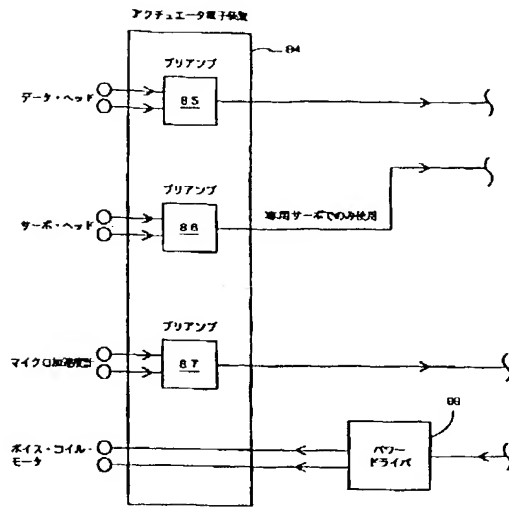 アクチュエータ電子装置
84
プリアンプ
データ・ヘッド
85
プリアンプ
サーボ・ヘッド
86
専用サーボでのみ使用
プリアンプ
マイクロ加速度計
87
88
ボイス・コイル・
モータ
パワー
ドライバ